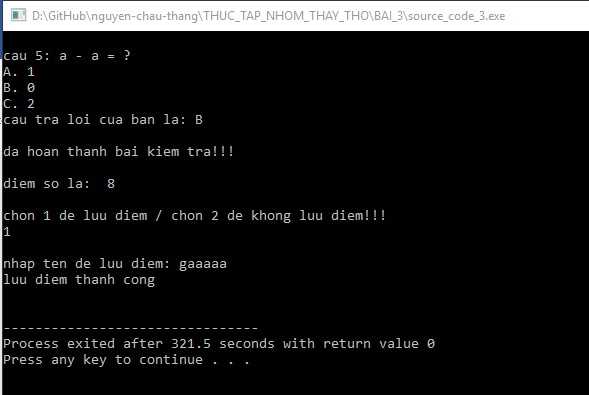 D:\GitHub\nguyen-chau-thang\THUC_TAP_NHOM_THAY_THO\BAI_3\source_code_3.exe
cau 5: a - a = ?
A. 1
B. 0
C. 2
cau tra loi cua ban la: B
da hoan thanh bai kiem tra!!!
diem so la:  8
chon 1 de luu diem / chon 2 de khong luu diem!!!
1
nhap ten de luu diem: gaaaaa
luu diem thanh cong
--------------------------------
Process exited after 321.5 seconds with return value 0
Press any key to continue . . .